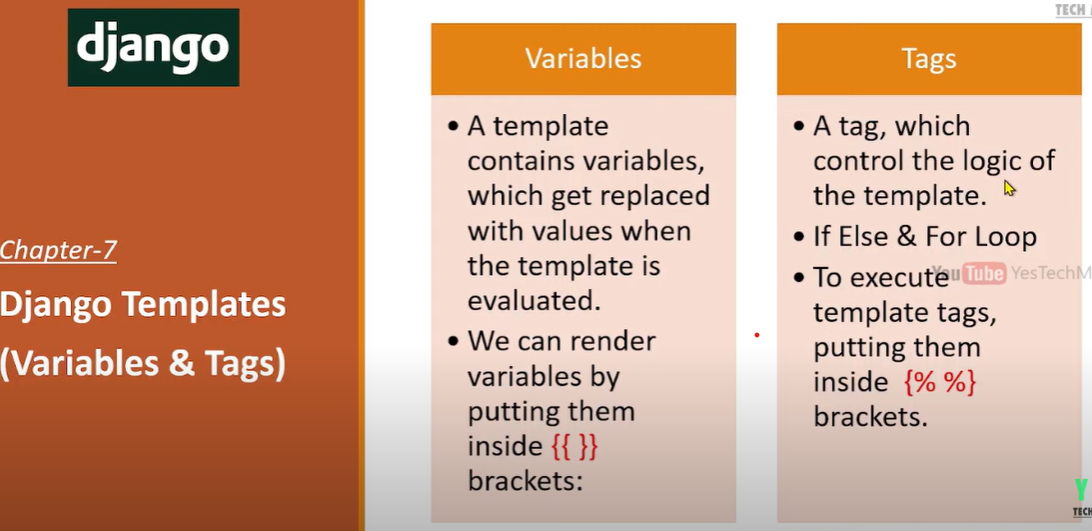 TECH
django
Chapter-7
Django Templates
(Variables & Tags)
Variables
• A template
contains variables,
which get replaced
with values when
the template is
evaluated.
• We can render
variables by
putting them
inside {{ }}
brackets:
Tags
• A tag, which
control the logic of
the template.
• If Else & For Loop
• To execute
template tags,
putting them
inside {% %}
brackets.
You Tube YesTechM
Y
TECH